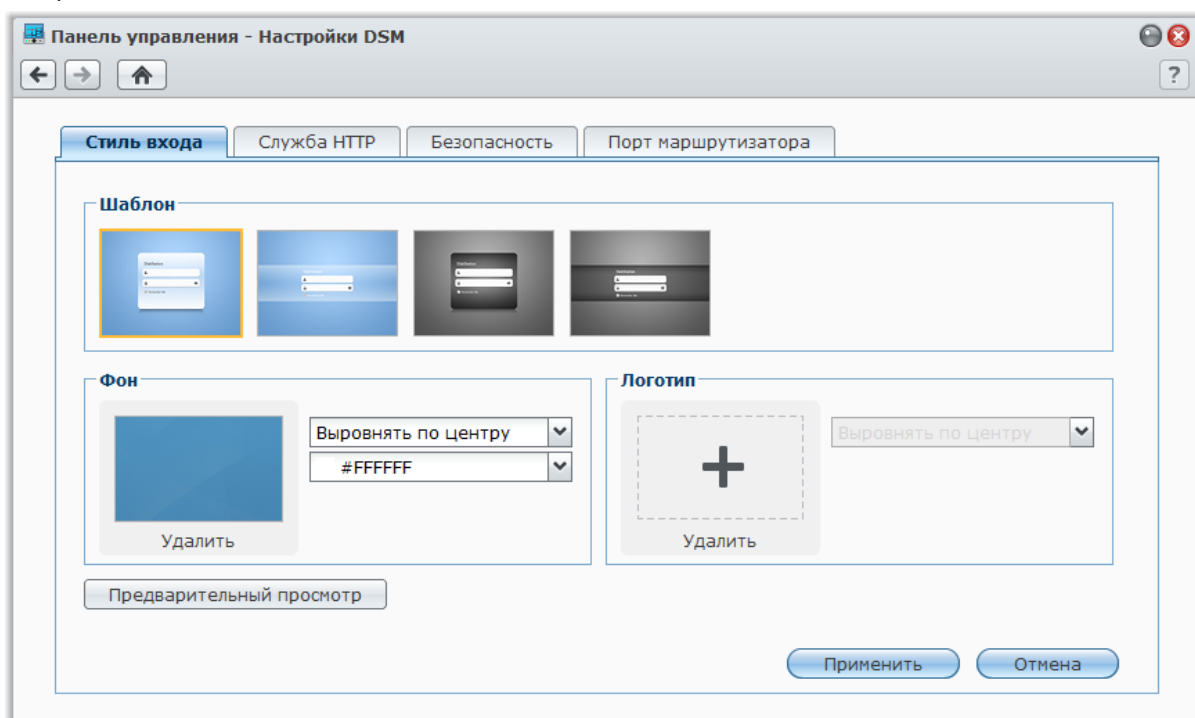 Панель управления - Настройки DSM
?
Стиль входа
Служба HTTP
Безопасность
Порт маршрутизатора
Шаблон
Фон
Выровнять по центру
#FFFFFF
Удалить
Логотип
Выровнять по центру
Удалить
Предварительный просмотр
Применить
Отмена